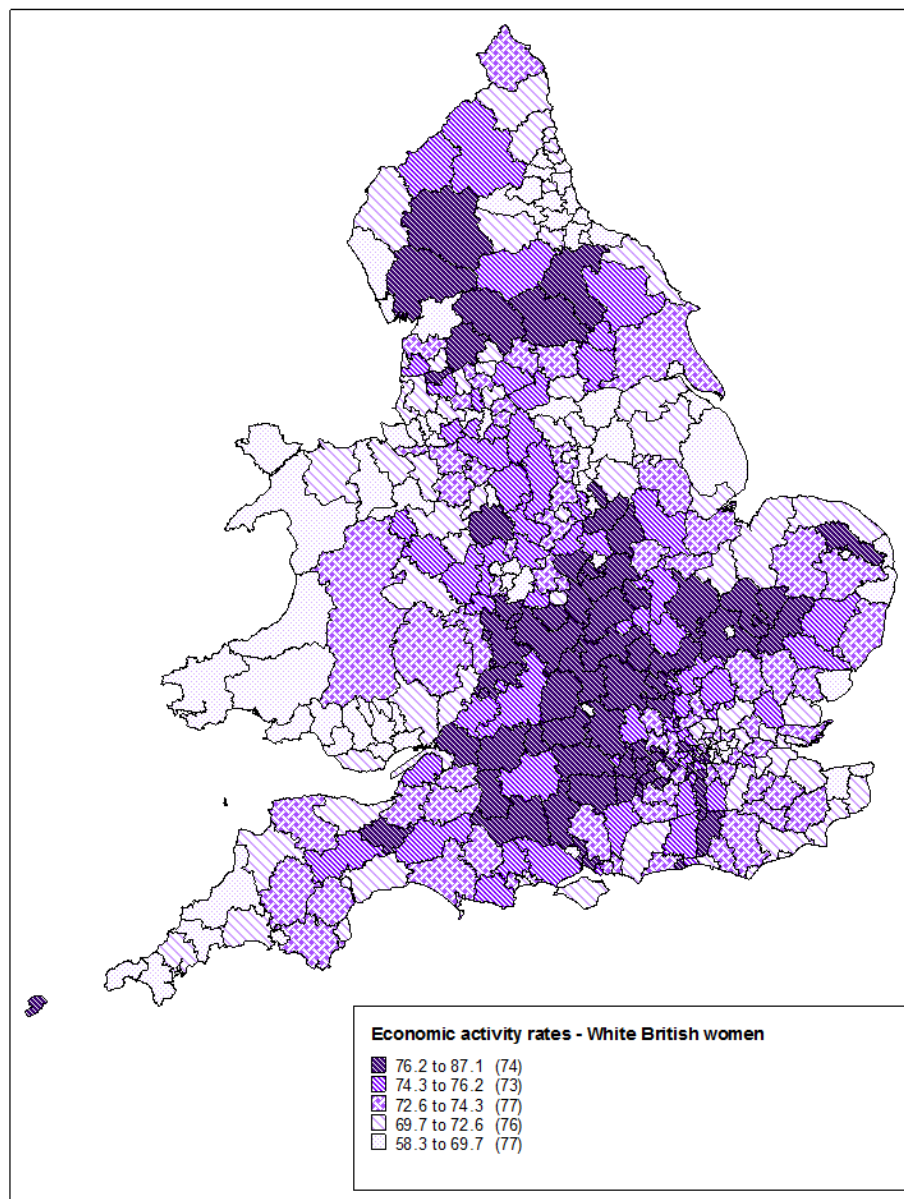 Economic activity rates - White British women
76.2 to 87.1 (74)
74.3 to 76.2 (73)
72.6 to 74.3 (77)
69.7 to 72.6 (76)
58.3 to 69.7 (77)